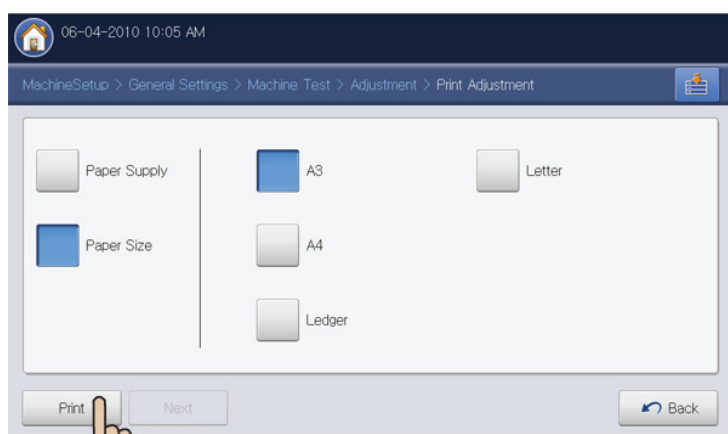 06-04-2010 10:05 AM
MachineSetup > General Settings > Machine Test > Adjustment > Print Adjustment
Paper Supply
A3
Letter
Paper Size
A4
Ledger
Print
Next
Back